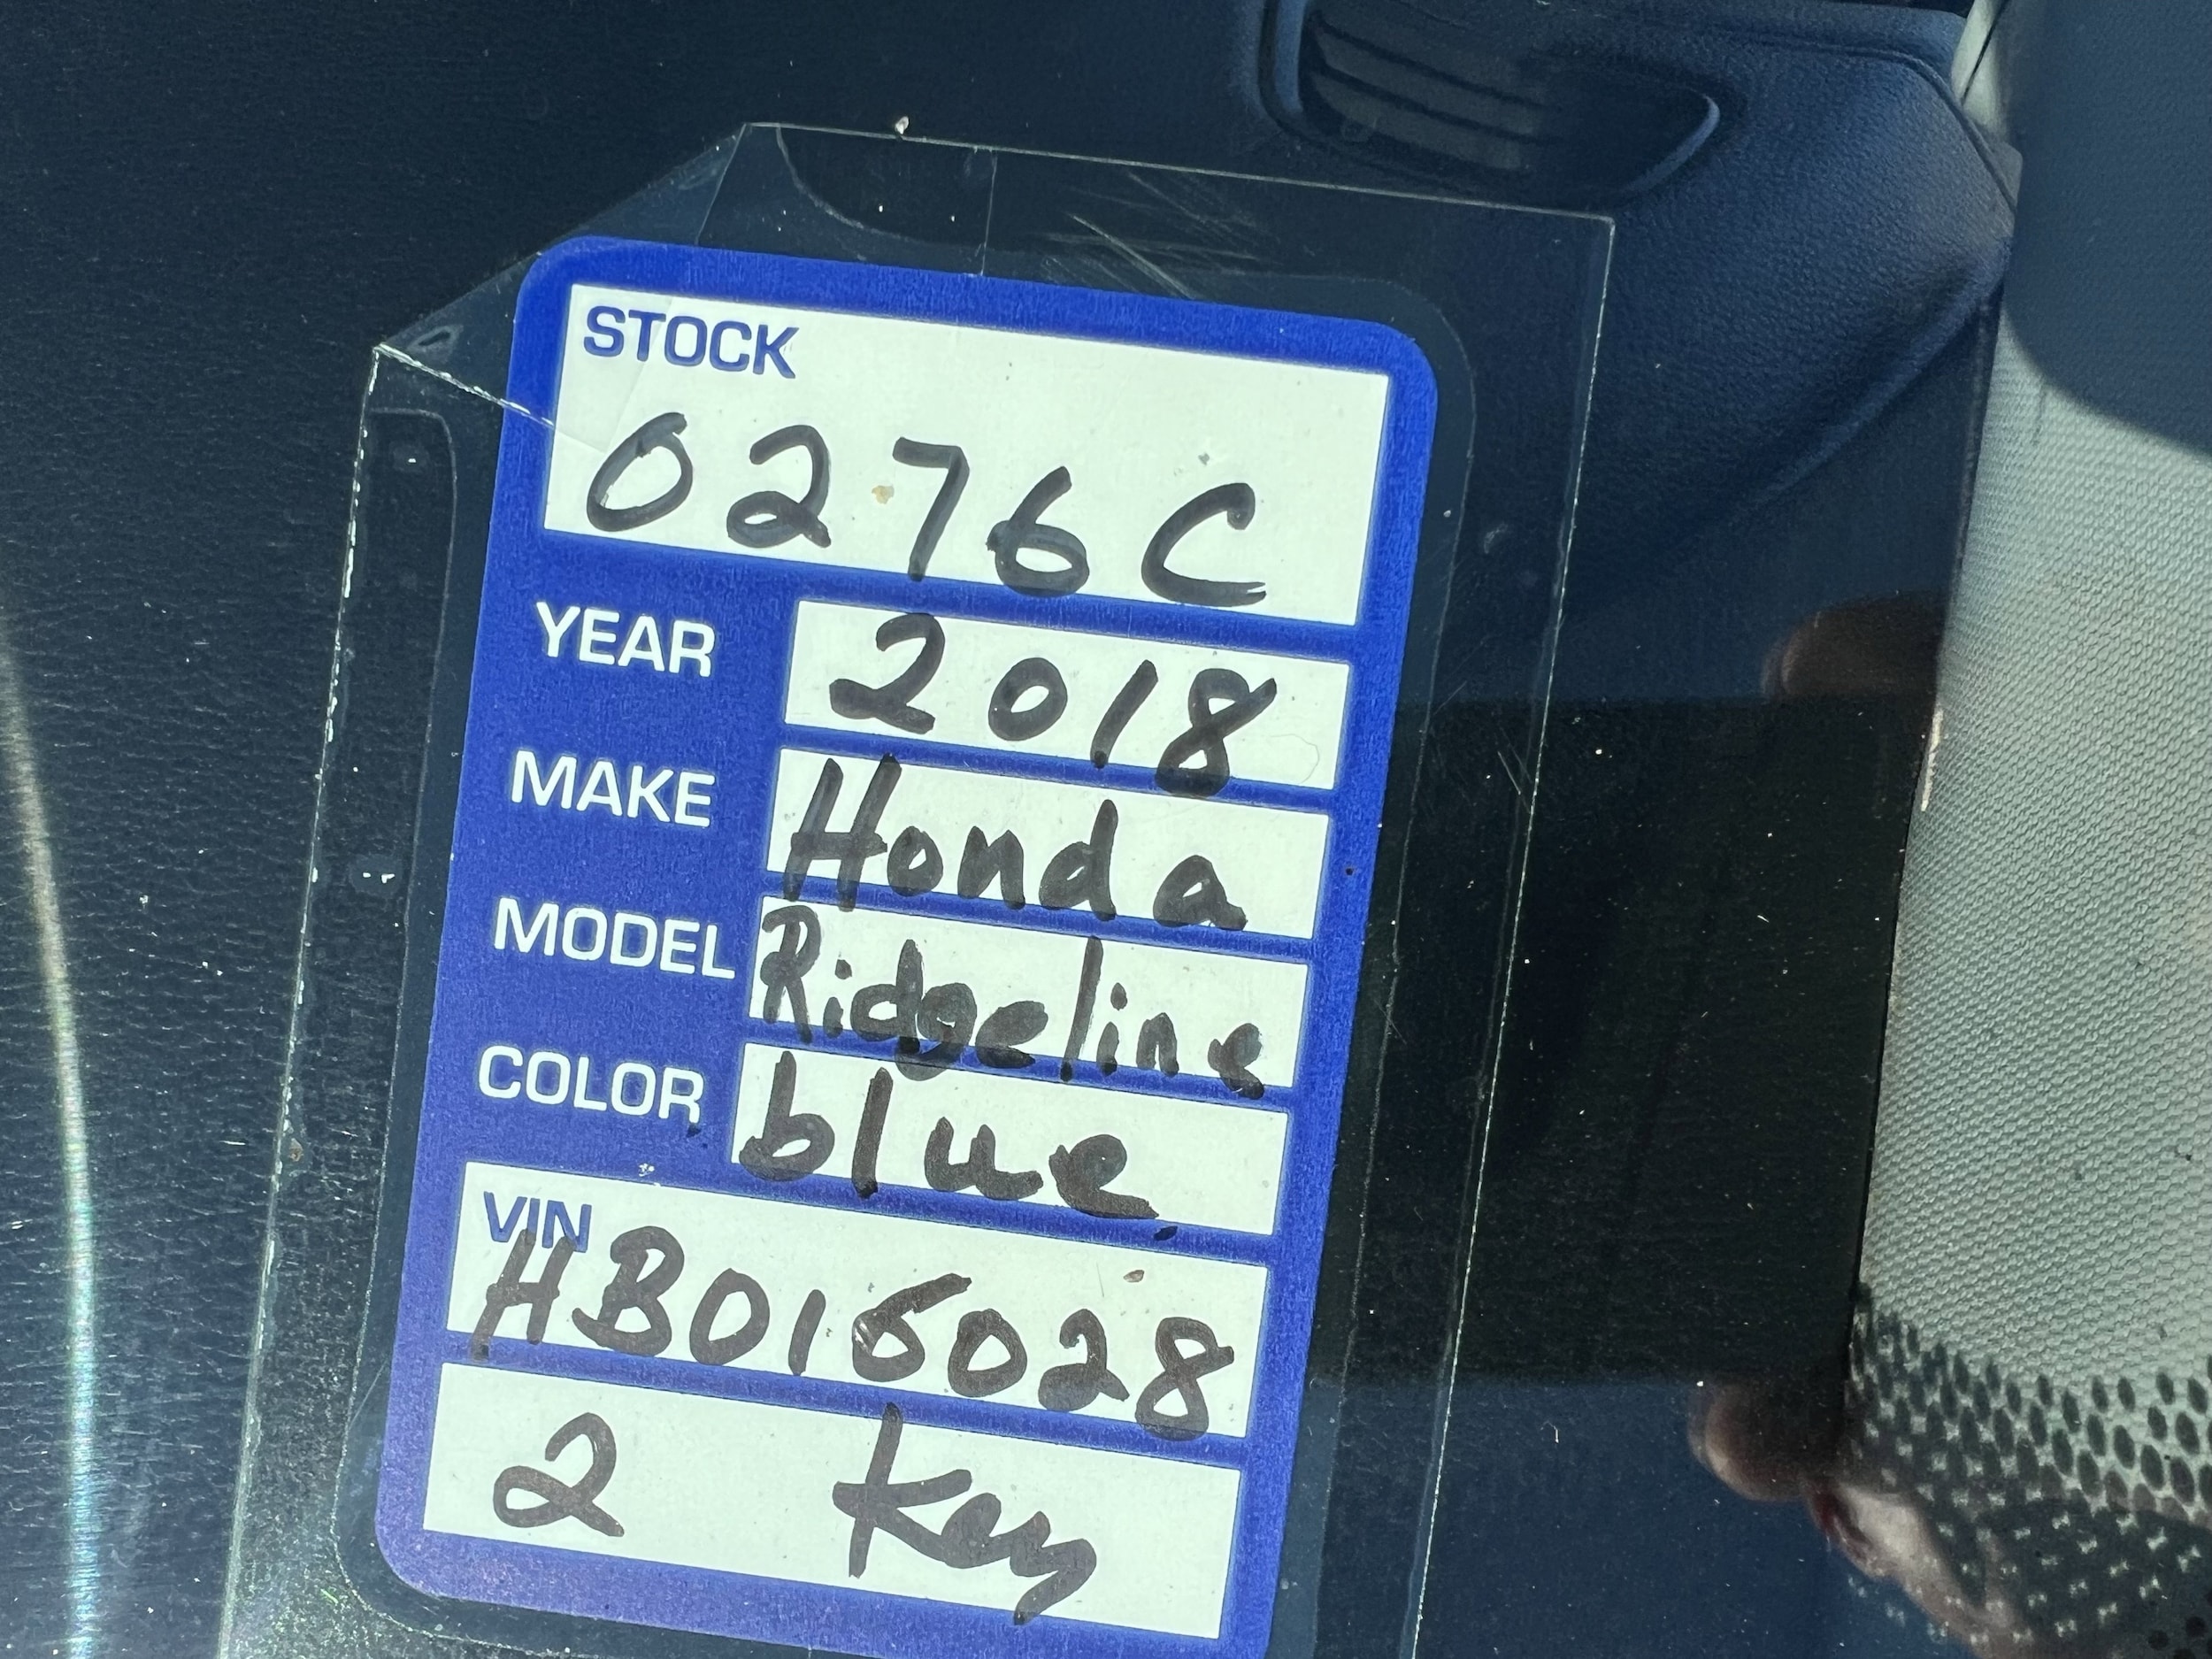 STOCK
0276C
YEAR 2018
MAKE Honda
MODEL Ridgeline
COLOR blue
VIN
HB016028
2 Key